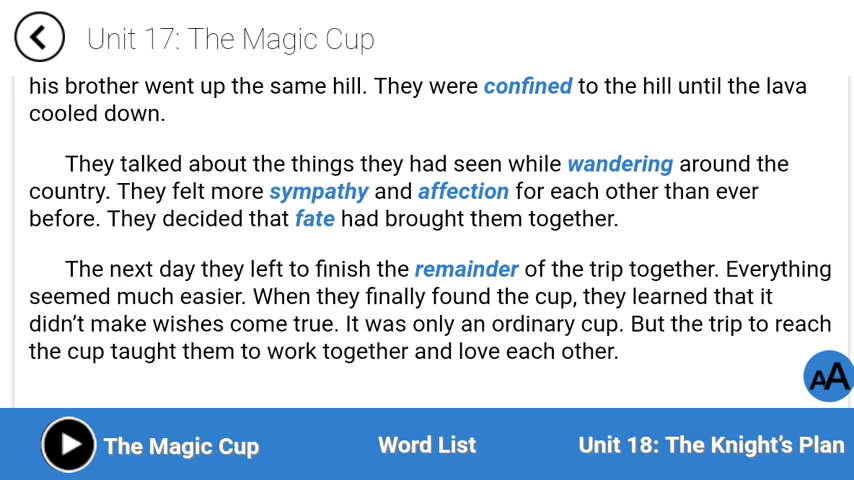 Unit 17: The Magic Cup
his brother went up the same hill. They were confined to the hill until the lava
cooled down.
They talked about the things they had seen while wandering around the
country. They felt more sympathy and affection for each other than ever
before. They decided that fate had brought them together.
The next day they left to finish the remainder of the trip together. Everything
seemed much easier. When they finally found the cup, they learned that it
didn’t make wishes come true. It was only an ordinary cup. But the trip to reach
the cup taught them to work together and love each other.
AA
The Magic Cup
Word List
Unit 18: The Knight’s Plan